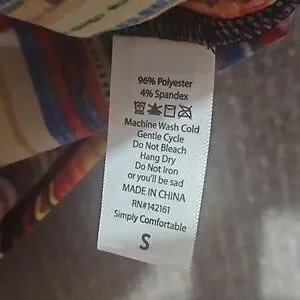 96% Polyester
4% Spandex
Machine Wash Cold
Gentle Cycle
Do Not Bleach
Hang Dry
Do Not Iron
or you'll be sad
MADE IN CHINA
RN#142161
Simply Comfortable
S